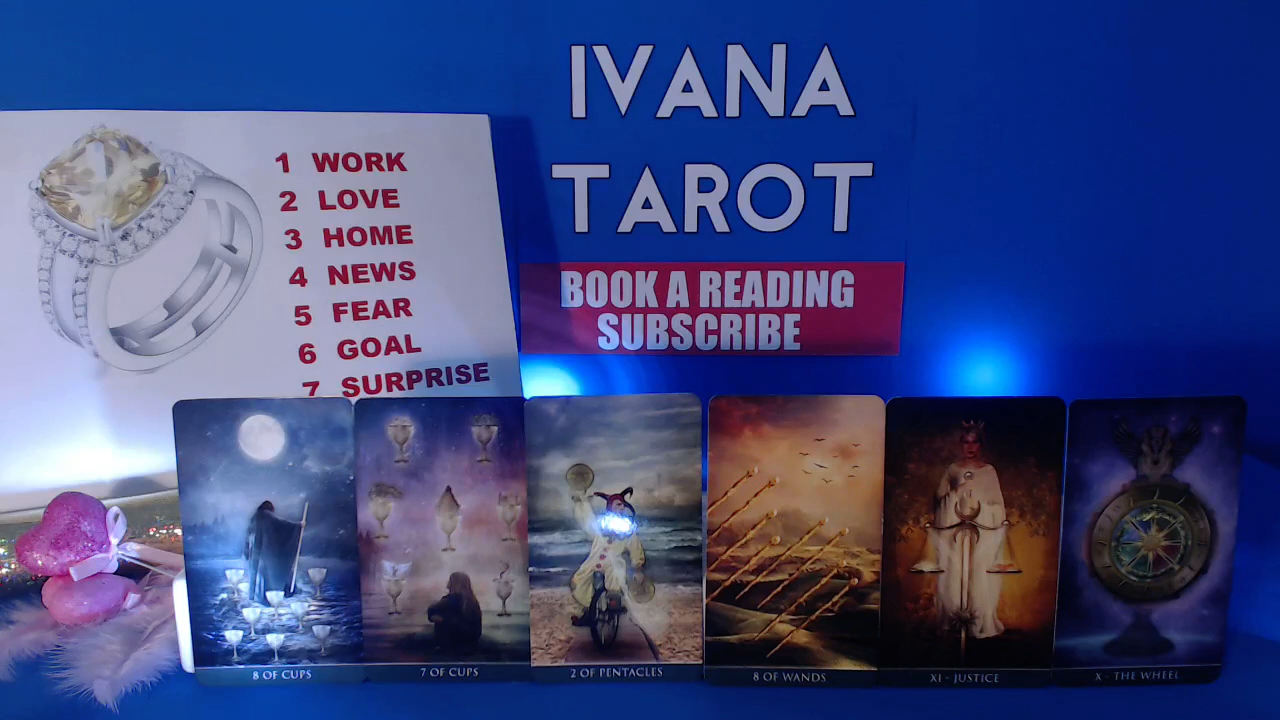 IVANA
TAROT
BOOK A READING
SUBSCRIBE
1 WORK
2 LOVE
3 HOME
4 NEWS
5 FEAR
6 GOAL
7 SURPRISE
8 OF CUPS
7 OF CUPS
2 OF PENTACLES
8 OF WANDS
XI - JUSTICE
X - THE WHEEL